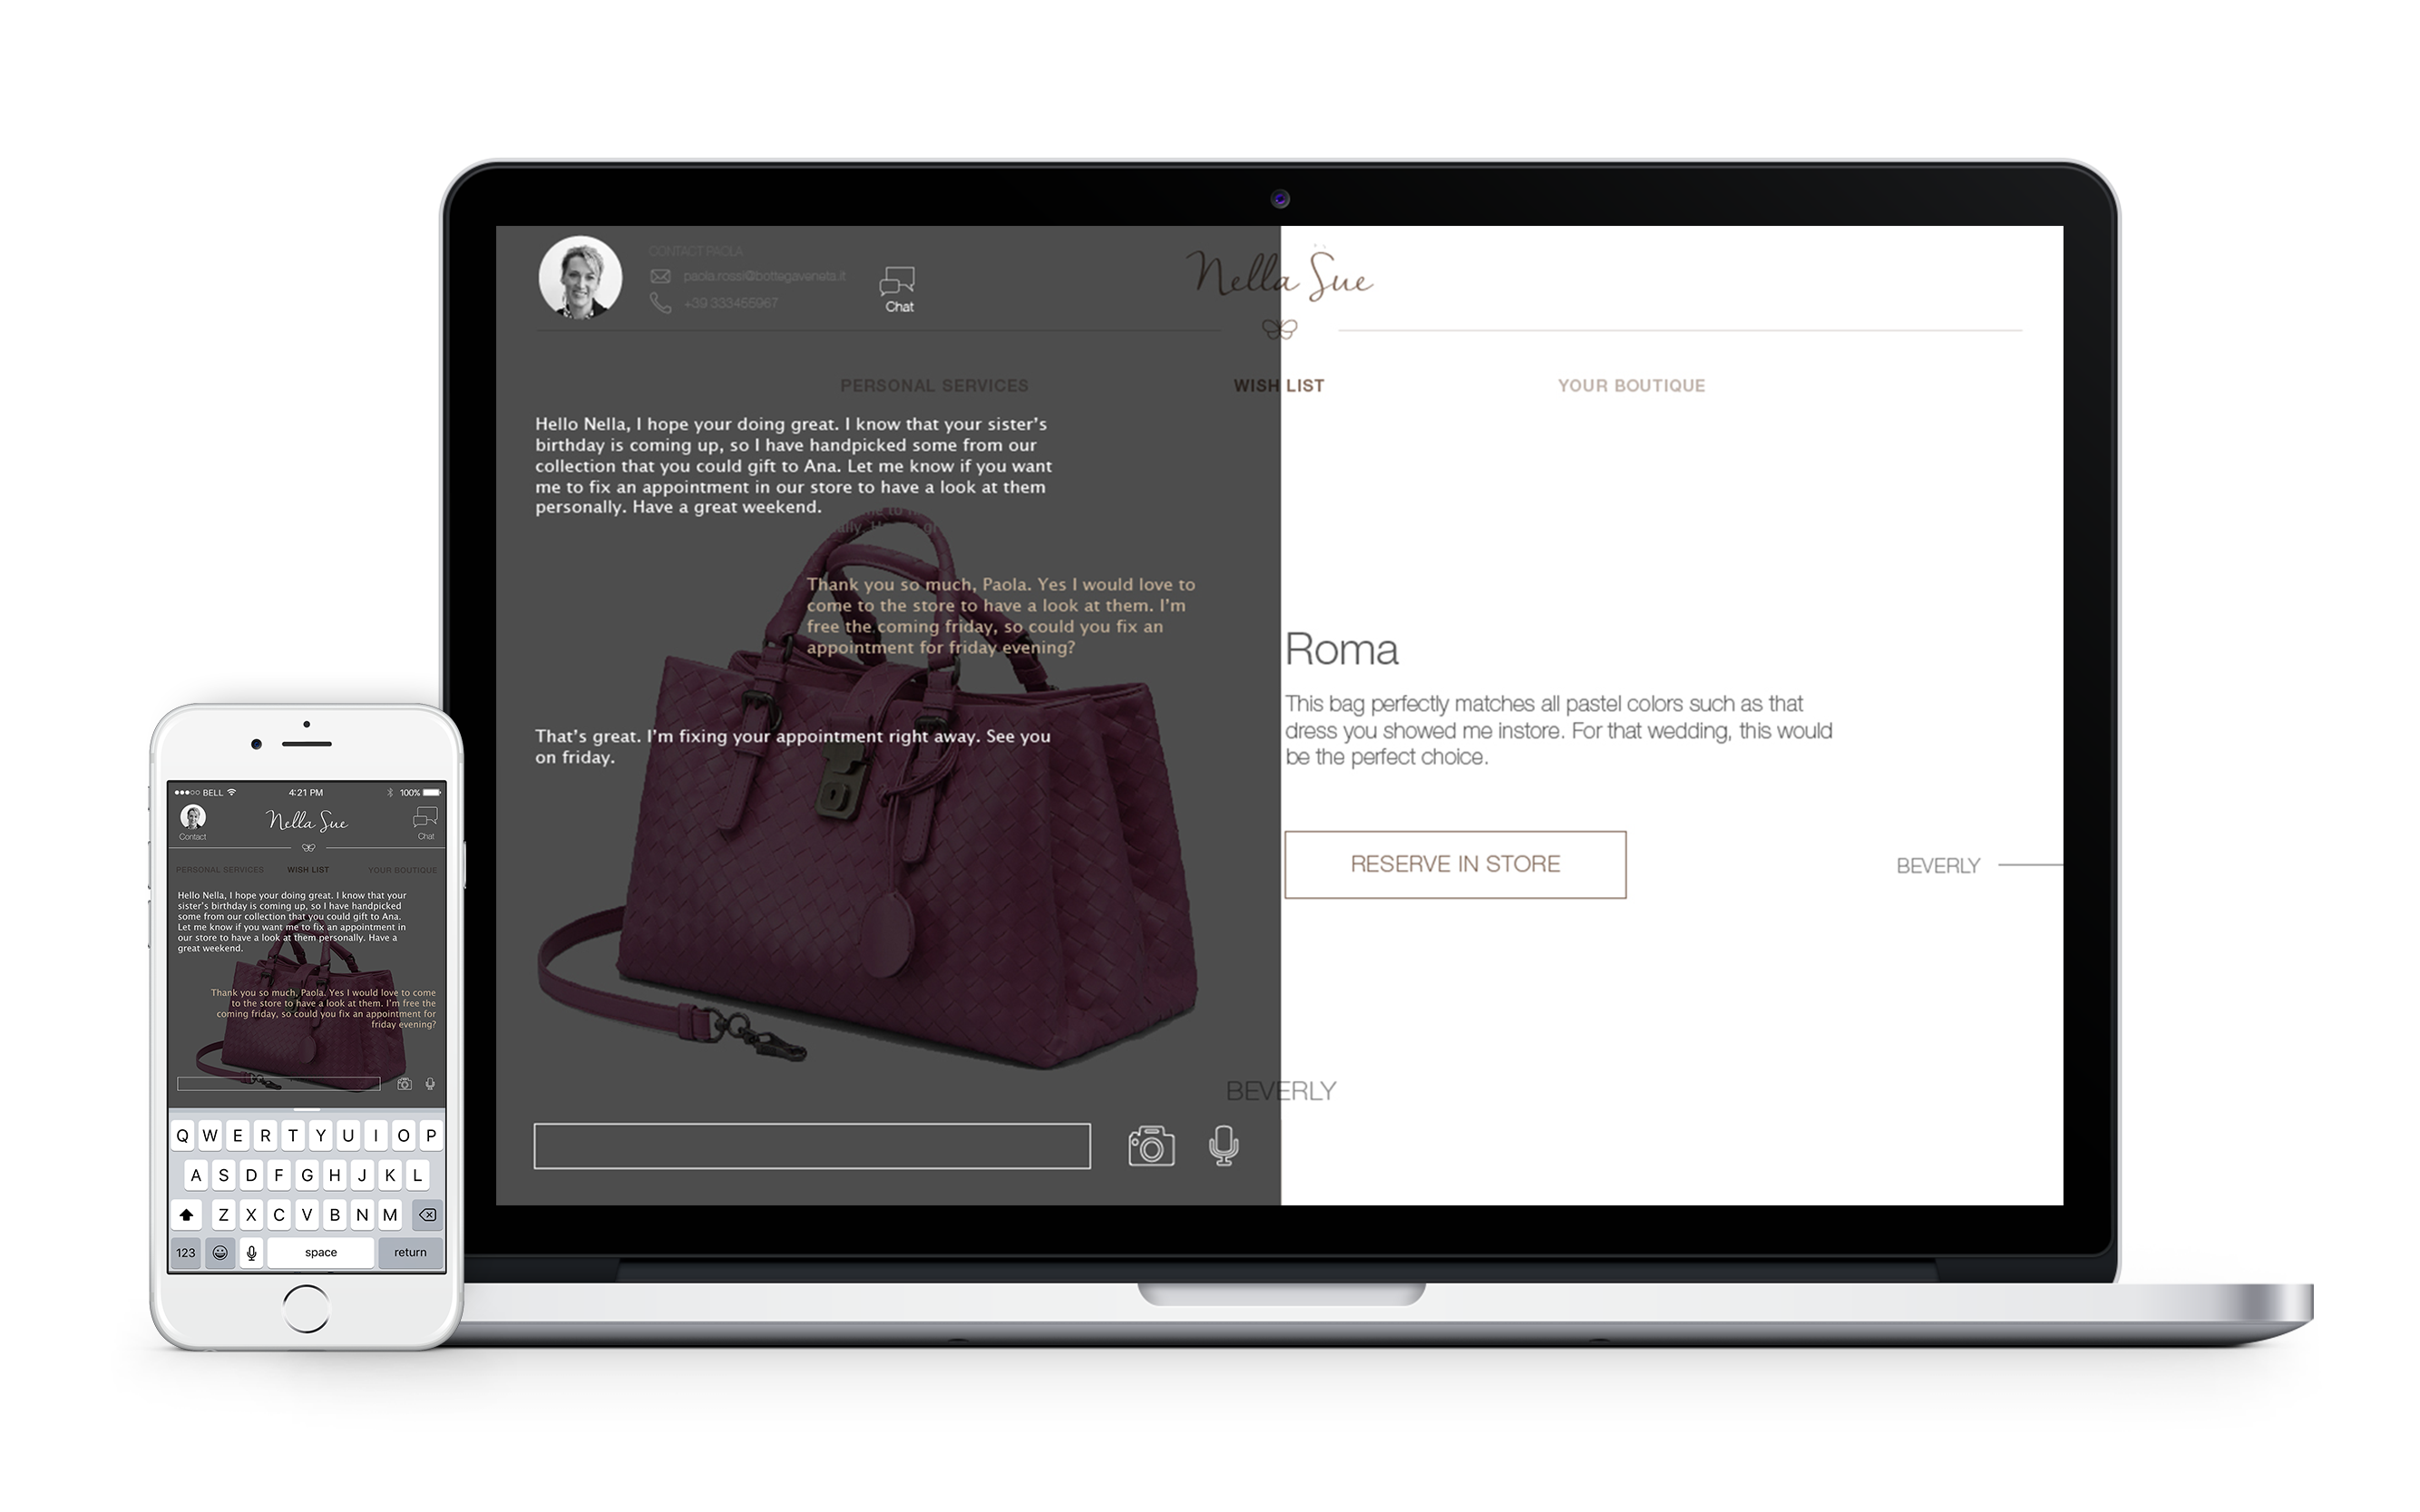 CONTACT PAOLA
paola.rossi@bottegaveneta.it
+39 333455967
Chat
Nella Sue
PERSONAL SERVICES
WISH LIST
YOUR BOUTIQUE
Hello Nella, I hope your doing great. I know that your sister's
birthday is coming up, so I have handpicked some from our
collection that you could gift to Ana. Let me know if you want
me to fix an appointment in our store to have a look at them
personally. Have a great weekend.
Thank you so much, Paola. Yes I would love to
come to the store to have a look at them. I'm
free the coming friday, so could you fix an
appointment for friday evening?
That's great. I'm fixing your appointment right away. See you
on friday.
Roma
This bag perfectly matches all pastel colors such as that
dress you showed me instore. For that wedding, this would
be the perfect choice.
RESERVE IN STORE
BEVERLY
BEVERLY
BELL
4:21 PM
100%
Contact
Nella Sue
Chat
PERSONAL SERVICES
WISH LIST
YOUR BOUTIQUE
Hello Nella, I hope your doing great. I know that your
sister's birthday is coming up, so I have handpicked
some from our collection that you could gift to Ana.
Let me know if you want me to fix an appointment in
our store to have a look at them personally. Have a
great weekend.
Thank you so much, Paola. Yes I would love to come
to the store to have a look at them. I'm free the
coming friday, so could you fix an appointment for
friday evening?
Q W E R T Y U I O P
A S D F G H J K L
Z X C V B N M
123 space return